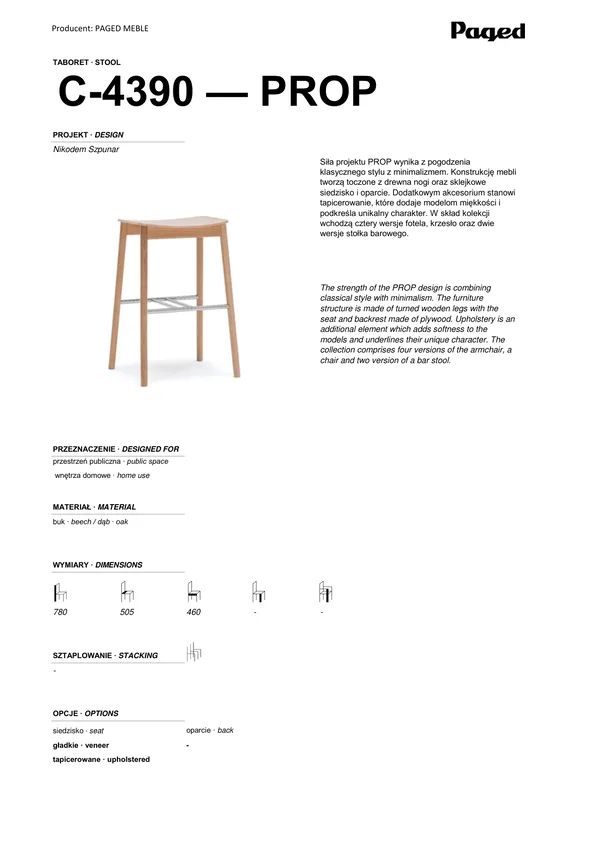 Producent: PAGED MEBLE
Paged
TABORET · STOOL
C-4390 — PROP
PROJEKT · DESIGN
Nikodem Szpunar
Siła projektu PROP wynika z pogodzenia
klasycznego stylu z minimalizmem. Konstrukcję mebli
tworzą toczone z drewna nogi oraz sklejkowe
siedzisko i oparcie. Dodatkowym akcesorium stanowi
tapicerowanie, które dodaje modelom miękkości i
podkreśla unikalny charakter. W skład kolekcji
wchodzą cztery wersje fotela, krzesło oraz dwie
wersje stołka barowego.
The strength of the PROP design is combining
classical style with minimalism. The furniture
structure is made of turned wooden legs with the
seat and backrest made of plywood. Upholstery is an
additional element which adds softness to the
models and underlines their unique character. The
collection comprises four versions of the armchair, a
chair and two version of a bar stool.
PRZEZNACZENIE · DESIGNED FOR
przestrzeń publiczna · public space
wnętrza domowe · home use
MATERIAŁ · MATERIAL
buk · beech / dąb · oak
WYMIARY · DIMENSIONS
780 505 460 - -
SZTAPLOWANIE · STACKING
-
OPCJE · OPTIONS
siedzisko · seat oparcie · back
gładkie · veneer -
tapicerowane · upholstered